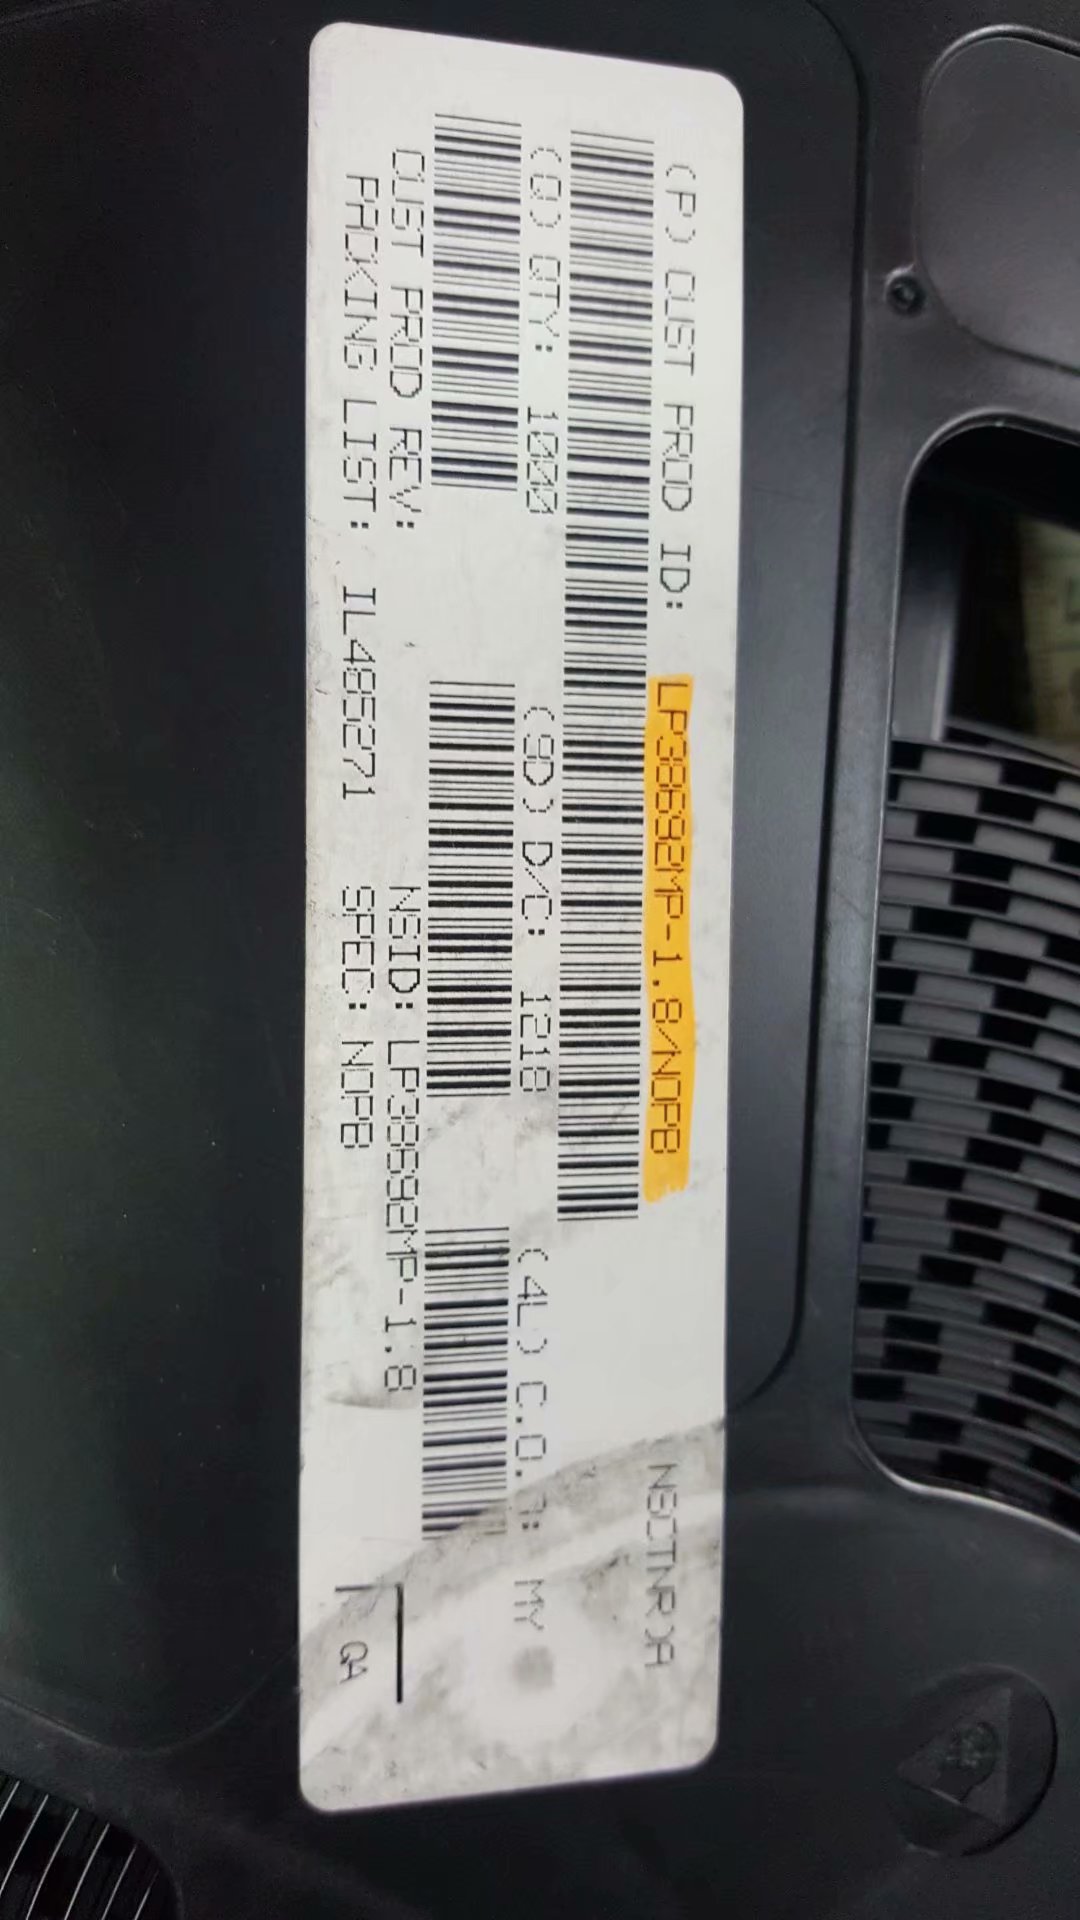 (P) CUST PROD ID: LP38692MP-1.8/NOPB NSCTNR)A
(Q) QTY: 1000 (9D) D/C: 1218 (4L) C.O. : MY
CUST PROD REV: NSID: LP38692MP-1.8
PACKING LIST: IL485271 SPEC: NOPB
QA